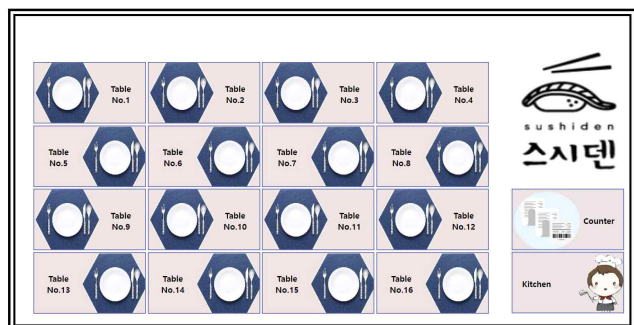 Table
No.1
Table
No.2
Table
No.3
Table
No.4
Table
No.5
Table
No.6
Table
No.7
Table
No.8
Table
No.9
Table
No.10
Table
No.11
Table
No.12
Table
No.13
Table
No.14
Table
No.15
Table
No.16
sushiden
스시덴
Counter
Kitchen